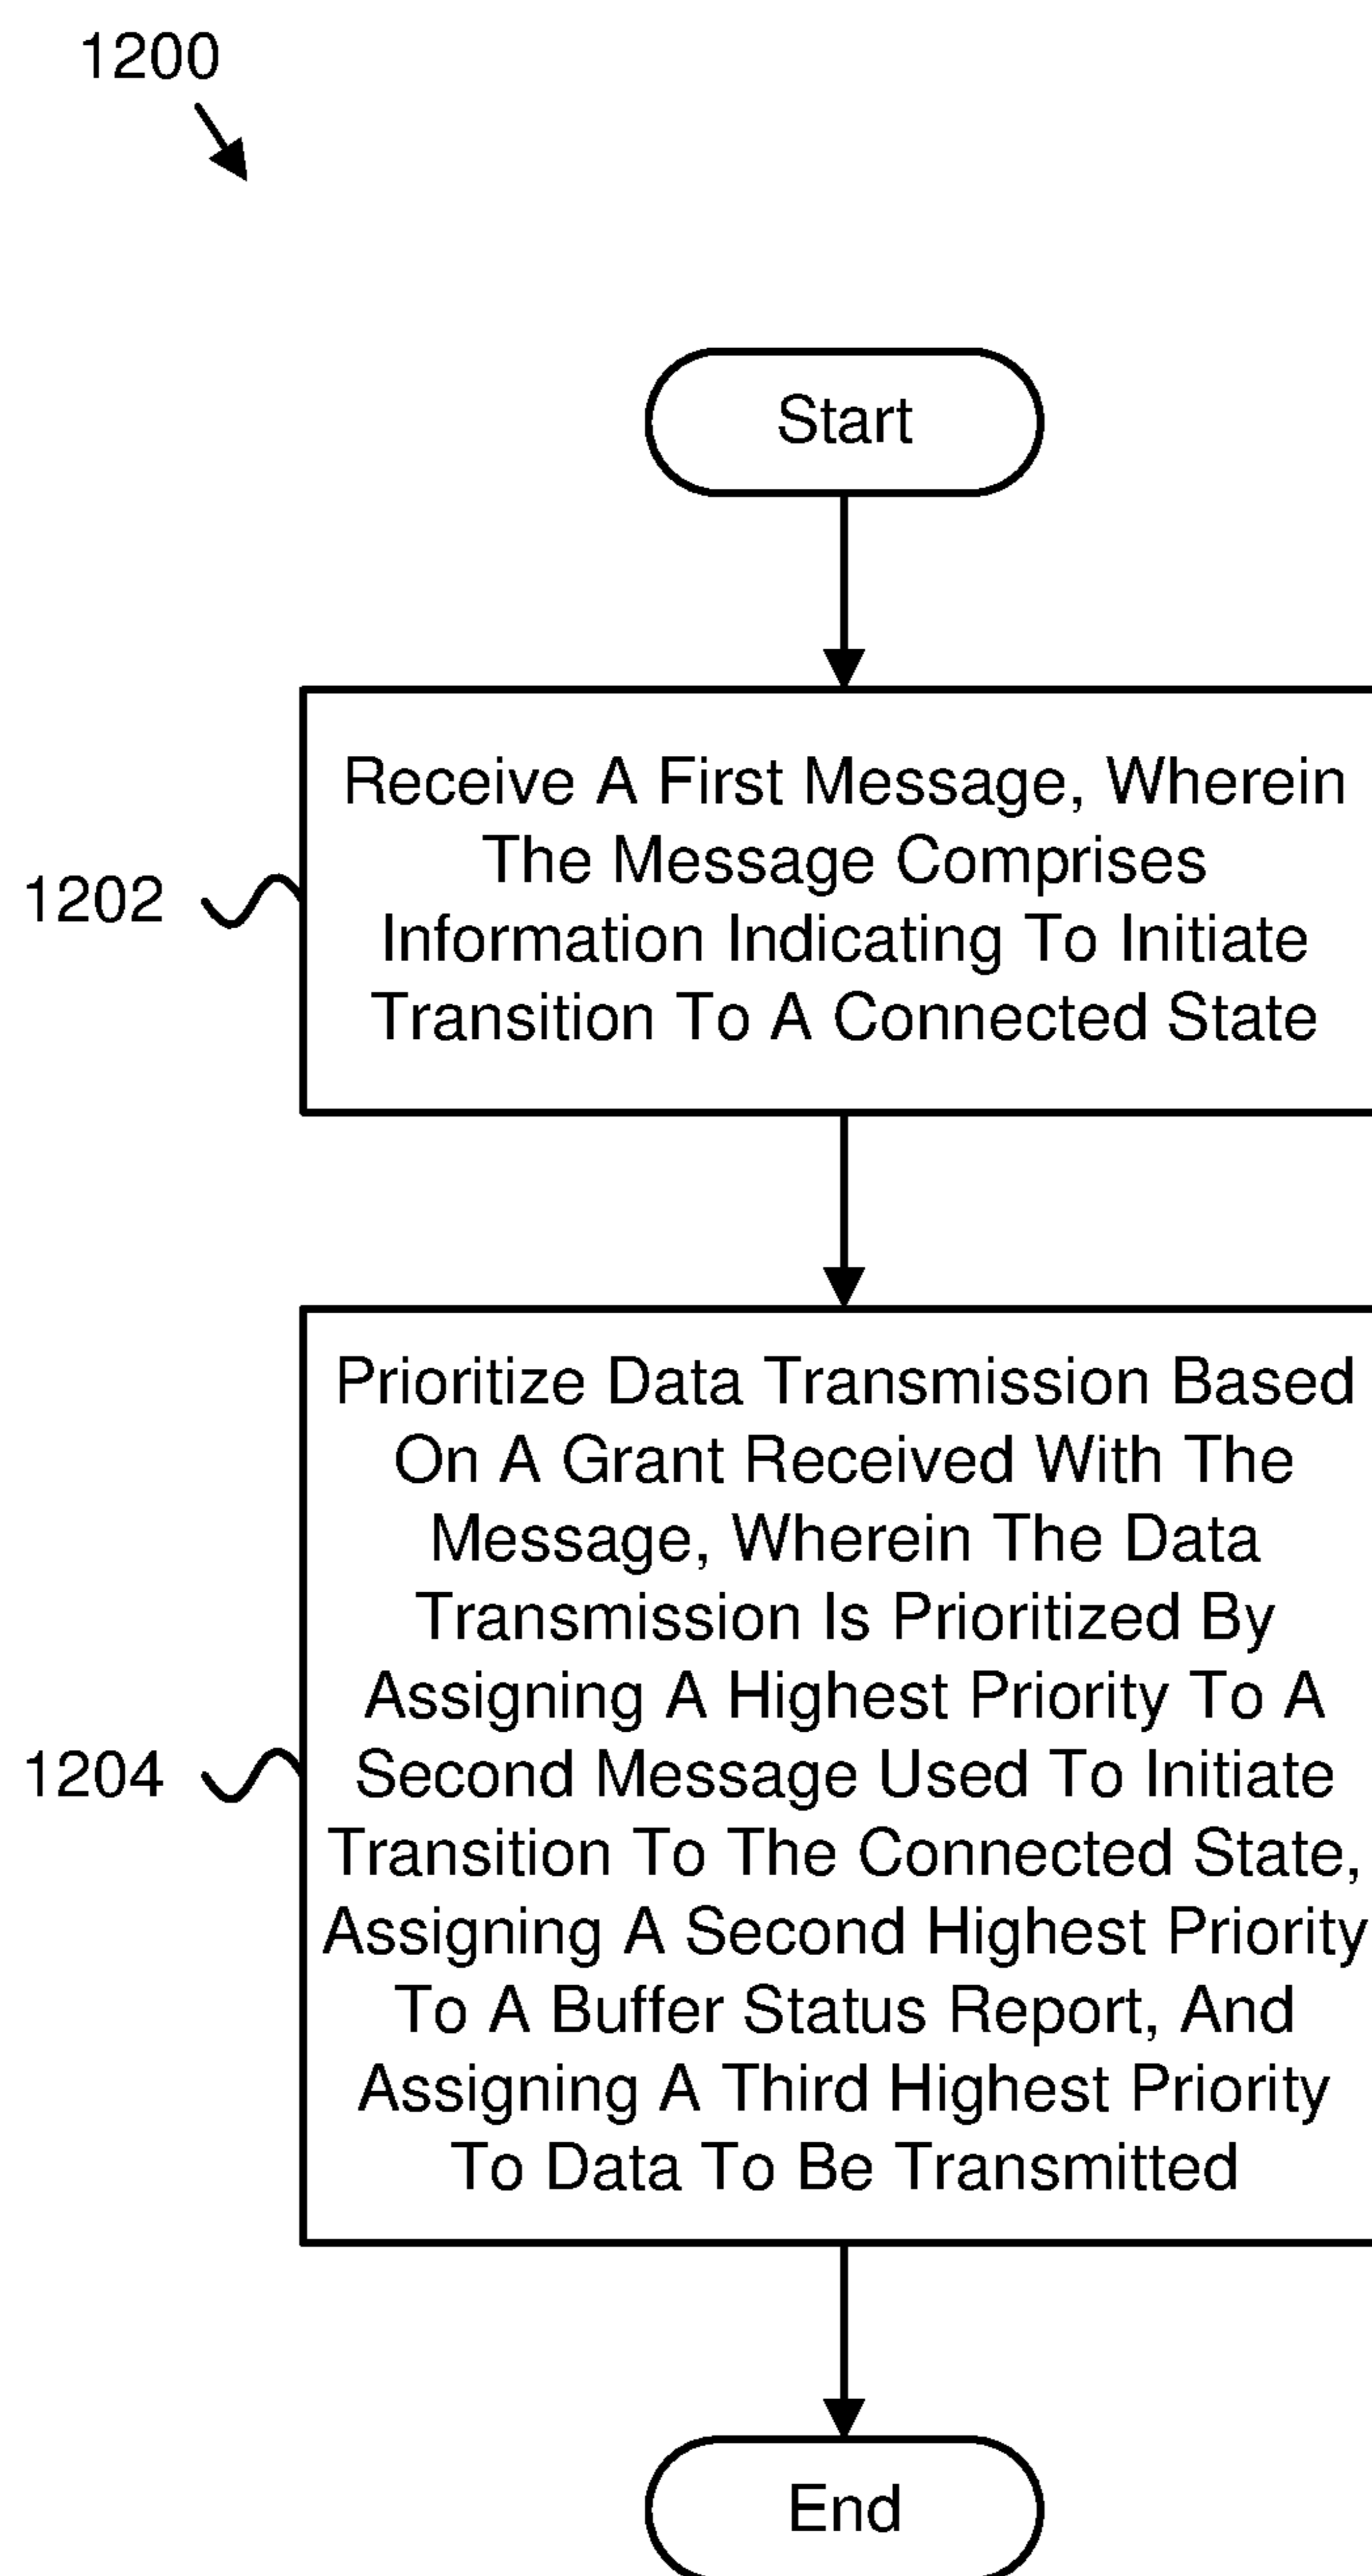 1200
Start
1202
Receive A First Message, Wherein
The Message Comprises
Information Indicating To Initiate
Transition To A Connected State
1204
Prioritize Data Transmission Based
On A Grant Received With The
Message, Wherein The Data
Transmission Is Prioritized By
Assigning A Highest Priority To A
Second Message Used To Initiate
Transition To The Connected State,
Assigning A Second Highest Priority
To A Buffer Status Report, And
Assigning A Third Highest Priority
To Data To Be Transmitted
End